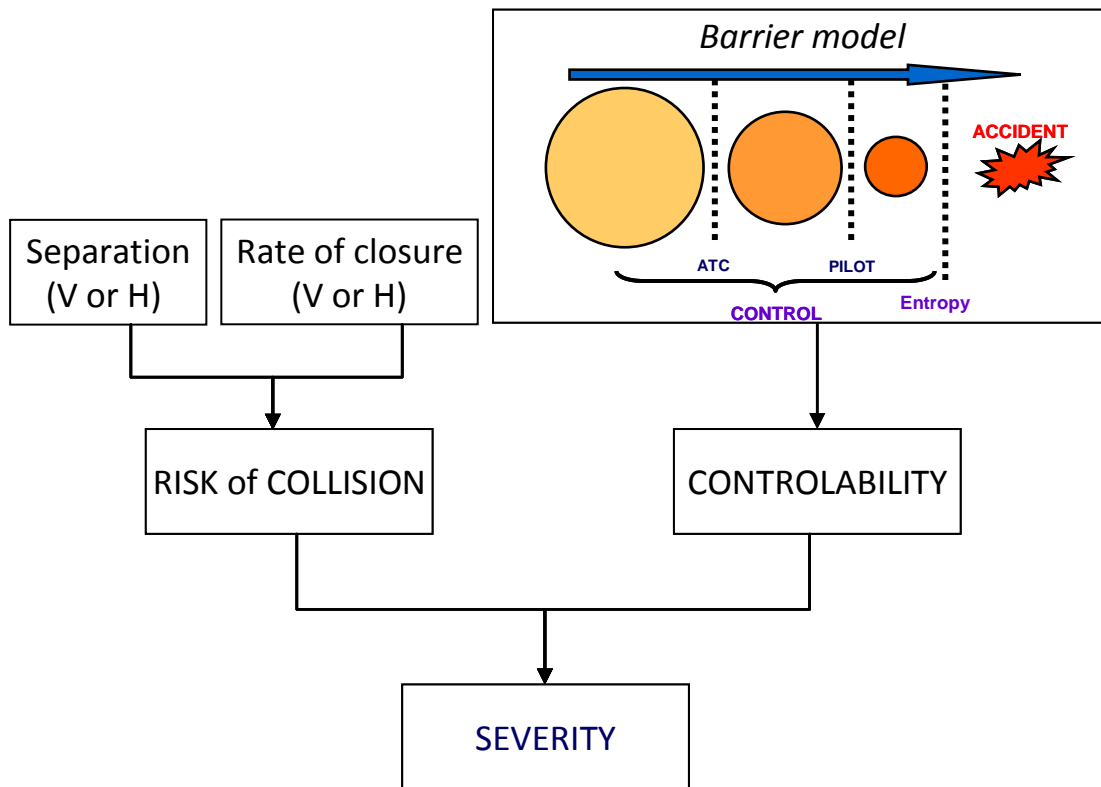 Barrier model
ACCIDENT
ATC
PILOT
CONTROL
Entropy
Separation
(V or H)
Rate of closure
(V or H)
RISK of COLLISION
CONTROLABILITY
SEVERITY